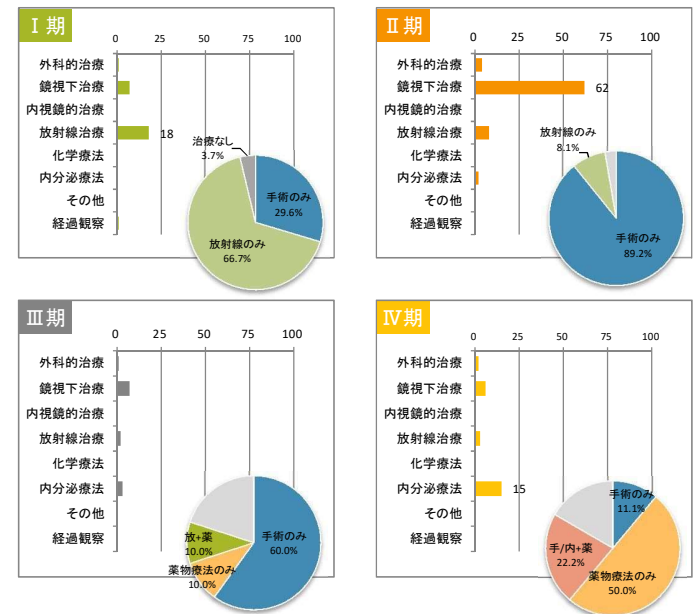 Ⅰ期
0 25 50 75 100
外科的治療
鏡視下治療
内視鏡的治療
放射線治療 18
化学療法
内分泌療法
その他
経過観察
治療なし
3.7%
手術のみ
29.6%
放射線のみ
66.7%
Ⅱ期
0 25 50 75 100
外科的治療
鏡視下治療 62
内視鏡的治療
放射線治療
化学療法
内分泌療法
その他
経過観察
放射線のみ
8.1%
手術のみ
89.2%
Ⅲ期
0 25 50 75 100
外科的治療
鏡視下治療
内視鏡的治療
放射線治療
化学療法
内分泌療法
その他
経過観察
手術のみ
60.0%
放+薬
10.0%
薬物療法のみ
10.0%
Ⅳ期
0 25 50 75 100
外科的治療
鏡視下治療
内視鏡的治療
放射線治療
化学療法
内分泌療法 15
その他
経過観察
手術のみ
11.1%
手/内+薬
22.2%
薬物療法のみ
50.0%